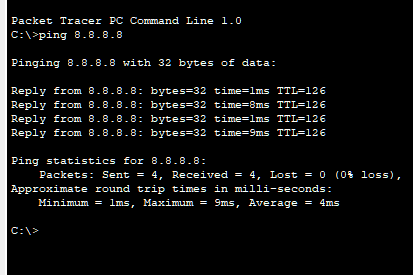 Packet Tracer PC Command Line 1.0
C:\>ping 8.8.8.8
Pinging 8.8.8.8 with 32 bytes of data:
Reply from 8.8.8.8: bytes=32 time=1ms TTL=126
Reply from 8.8.8.8: bytes=32 time=8ms TTL=126
Reply from 8.8.8.8: bytes=32 time=1ms TTL=126
Reply from 8.8.8.8: bytes=32 time=9ms TTL=126
Ping statistics for 8.8.8.8:
Packets: Sent = 4, Received = 4, Lost = 0 (0% loss),
Approximate round trip times in milli-seconds:
Minimum = 1ms, Maximum = 9ms, Average = 4ms
C:\>